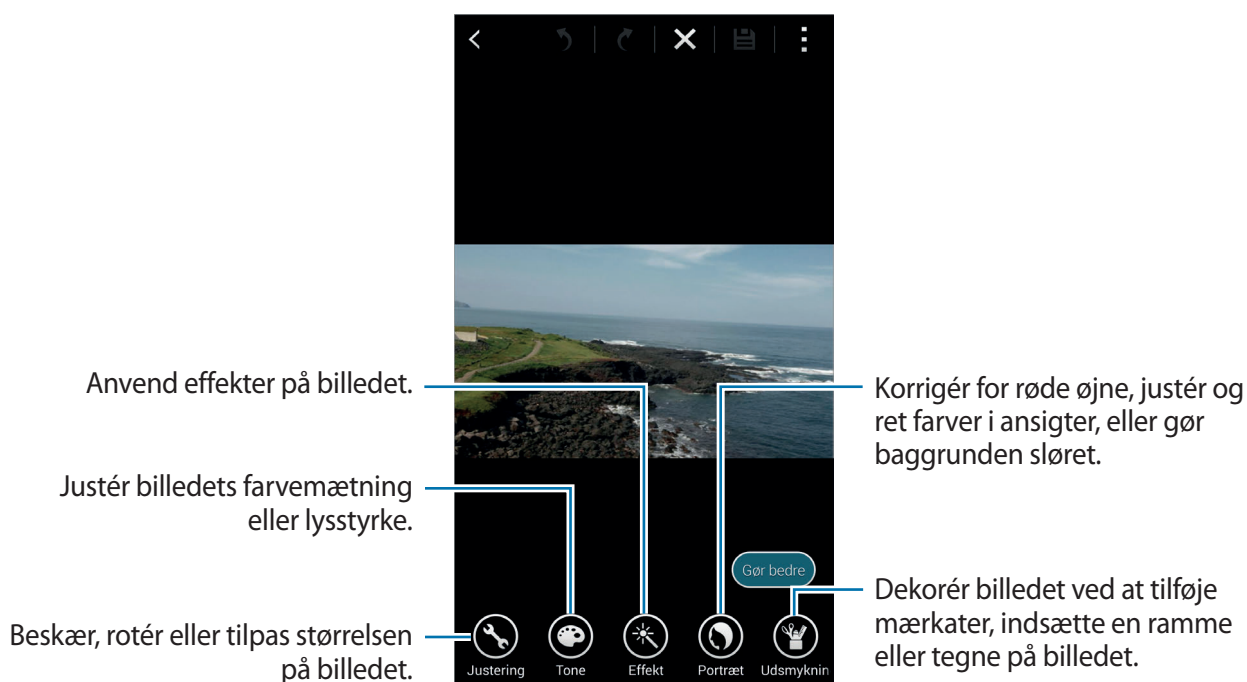 Anvend effekter på billedet.
Justér billedets farvemætning
eller lysstyrke.
Beskær, rotér eller tilpas størrelsen
på billedet.
Korrigér for røde øjne, justér og
ret farver i ansigter, eller gør
baggrunden sløret.
Gør bedre
Dekorér billedet ved at tilføje
mærkater, indsætte en ramme
eller tegne på billedet.
Justering Tone Effekt Portræt Udsmyknin